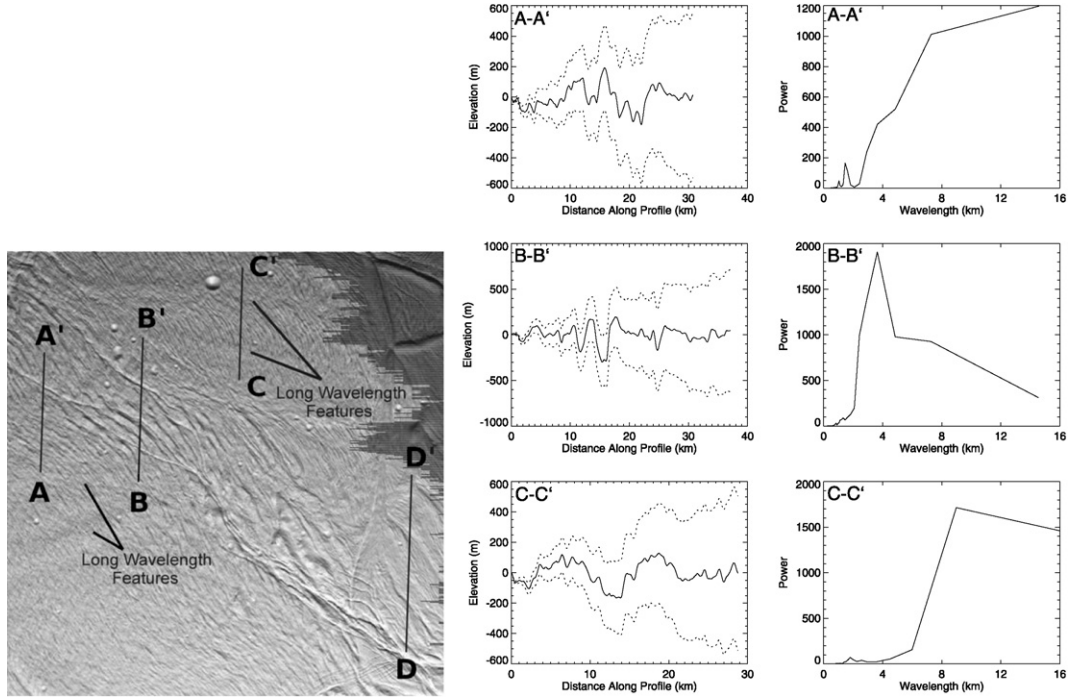 A-A‘
600
400
200
0
-200
-400
-600
Elevation (m)
0 10 20 30 40
Distance Along Profile (km)
A-A‘
1200
1000
800
600
400
200
0
Power
0 4 8 12 16
Wavelength (km)
B-B‘
1000
500
0
-500
-1000
Elevation (m)
0 10 20 30 40
Distance Along Profile (km)
B-B‘
2000
1500
1000
500
0
Power
0 4 8 12 16
Wavelength (km)
C-C‘
600
400
200
0
-200
-400
-600
Elevation (m)
0 10 20 30
Distance Along Profile (km)
C-C‘
2000
1500
1000
500
0
Power
0 4 8 12 16
Wavelength (km)
C'
A'
B'
C
Long Wavelength
Features
D'
A
B
Long Wavelength
Features
D